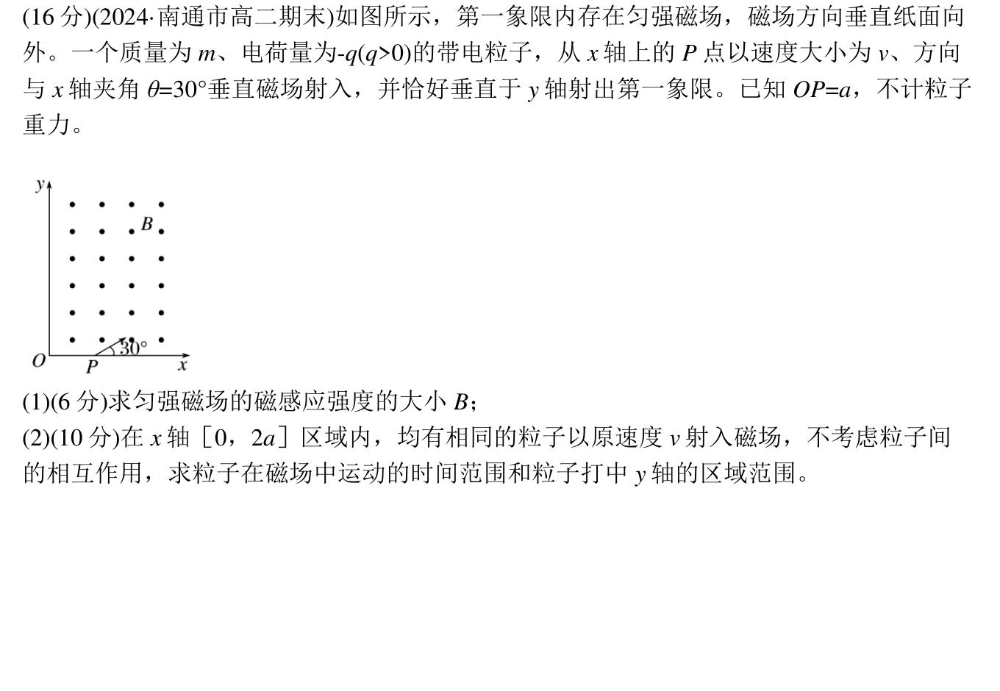 (16 分)(2024·南通市高二期末)如图所示，第一象限内存在匀强磁场，磁场方向垂直纸面向
外。一个质量为 m、电荷量为-q(q>0)的带电粒子，从 x 轴上的 P 点以速度大小为 v、方向
与 x 轴夹角 θ=30°垂直磁场射入，并恰好垂直于 y 轴射出第一象限。已知 OP=a，不计粒子
重力。
y
B
30°
O
P
x
(1)(6 分)求匀强磁场的磁感应强度的大小 B；
(2)(10 分)在 x 轴［0，2a］区域内，均有相同的粒子以原速度 v 射入磁场，不考虑粒子间
的相互作用，求粒子在磁场中运动的时间范围和粒子打中 y 轴的区域范围。